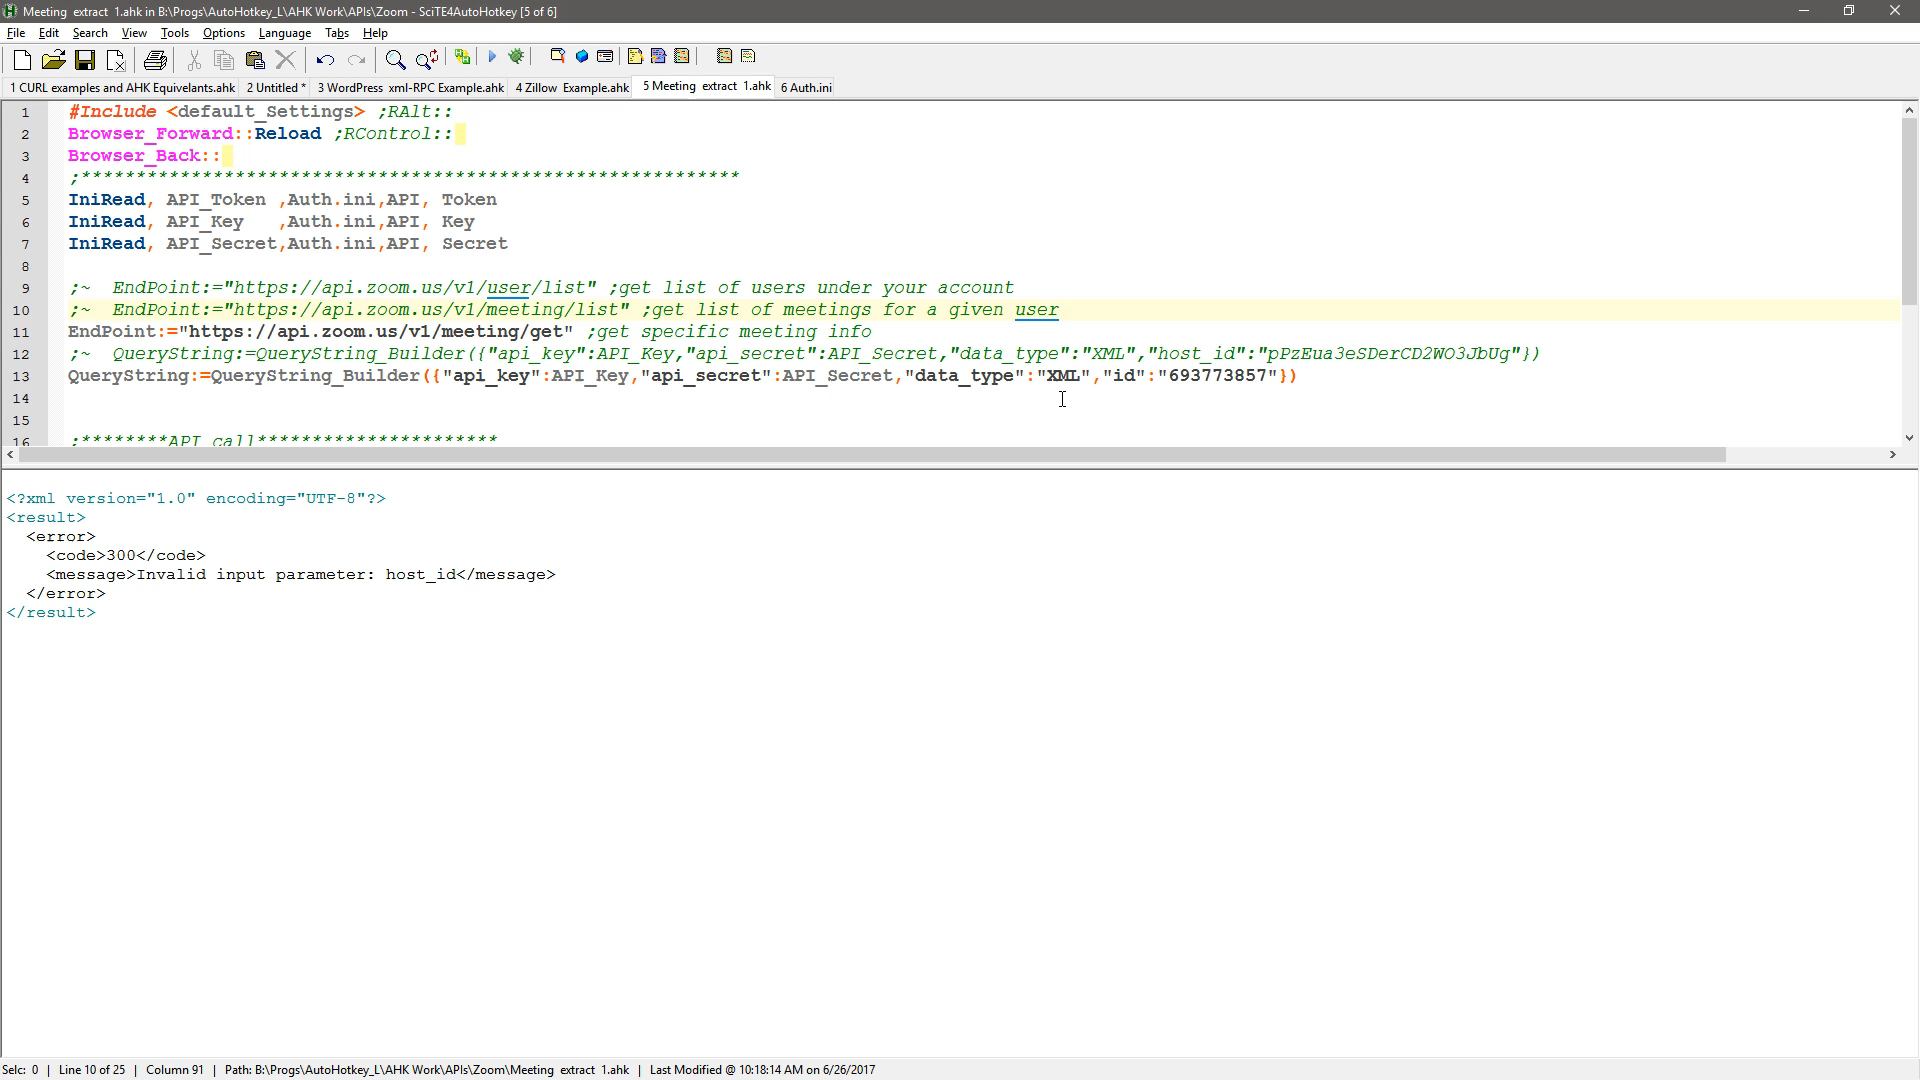 Meeting extract 1.ahk in B:\Progs\AutoHotkey_L\AHK Work\APIs\Zoom - SciTE4AutoHotkey [5 of 6]
File Edit Search View Tools Options Language Tabs Help
1 CURL examples and AHK Equivelants.ahk 2 Untitled * 3 WordPress xml-RPC Example.ahk 4 Zillow Example.ahk 5 Meeting extract 1.ahk 6 Auth.ini
1 #Include <default_Settings> ;RAlt::
2 Browser_Forward::Reload ;RControl::
3 Browser_Back::
4 ;************************************************************
5 IniRead, API_Token ,Auth.ini,API, Token
6 IniRead, API_Key ,Auth.ini,API, Key
7 IniRead, API_Secret,Auth.ini,API, Secret
8
9 ;~ EndPoint:="https://api.zoom.us/v1/user/list" ;get list of users under your account
10 ;~ EndPoint:="https://api.zoom.us/v1/meeting/list" ;get list of meetings for a given user
11 EndPoint:="https://api.zoom.us/v1/meeting/get" ;get specific meeting info
12 ;~ QueryString:=QueryString_Builder({"api_key":API_Key,"api_secret":API_Secret,"data_type":"XML","host_id":"pPzEua3eSDerCD2WO3JbUg"})
13 QueryString:=QueryString_Builder({"api_key":API_Key,"api_secret":API_Secret,"data_type":"XML","id":"693773857"})
14
15
16 ;********API call**********************
<?xml version="1.0" encoding="UTF-8"?>
<result>
<error>
<code>300</code>
<message>Invalid input parameter: host_id</message>
</error>
</result>
Selc: 0 | Line 10 of 25 | Column 91 | Path: B:\Progs\AutoHotkey_L\AHK Work\APIs\Zoom\Meeting extract 1.ahk | Last Modified @ 10:18:14 AM on 6/26/2017